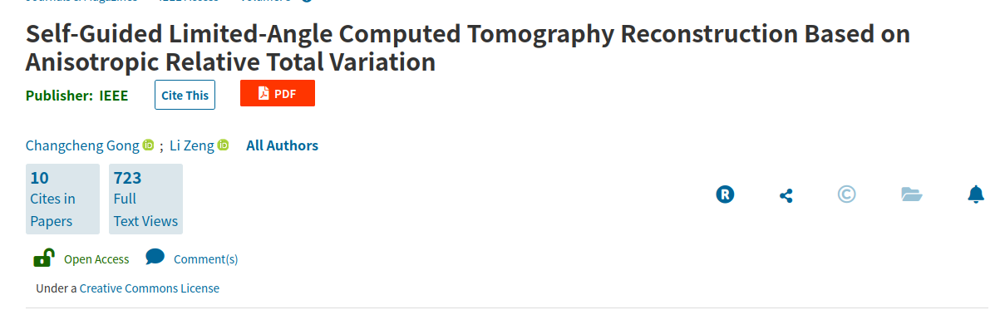 Self-Guided Limited-Angle Computed Tomography Reconstruction Based on
Anisotropic Relative Total Variation
Publisher: IEEE Cite This PDF
Changcheng Gong iD ; Li Zeng iD All Authors
10 723
Cites in Full
Papers Text Views
R ©
Open Access Comment(s)
Under a Creative Commons License